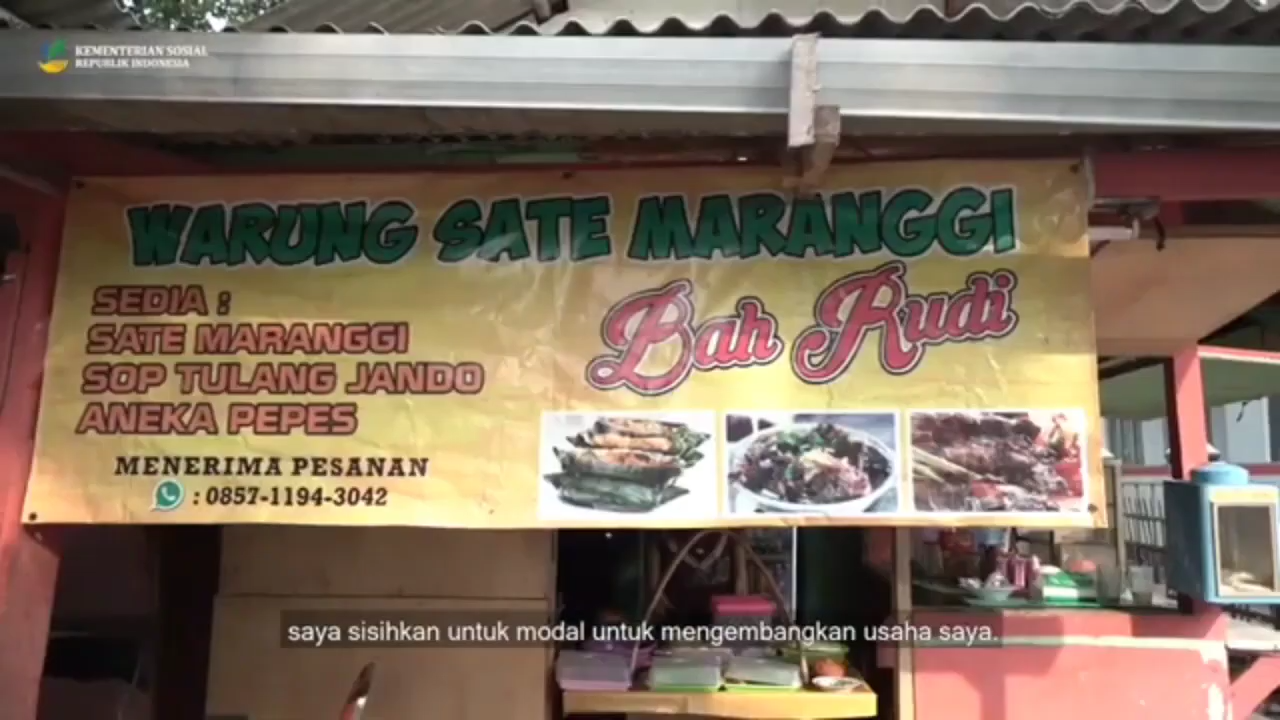 KEMENTERIAN SOSIAL
REPUBLIK INDONESIA
WARUNG SATE MARANGGI
Bah Rudi
SEDIA :
SATE MARANGGI
SOP TULANG JANDO
ANEKA PEPES
MENERIMA PESANAN
: 0857-1194-3042
saya sisihkan untuk modal untuk mengembangkan usaha saya.